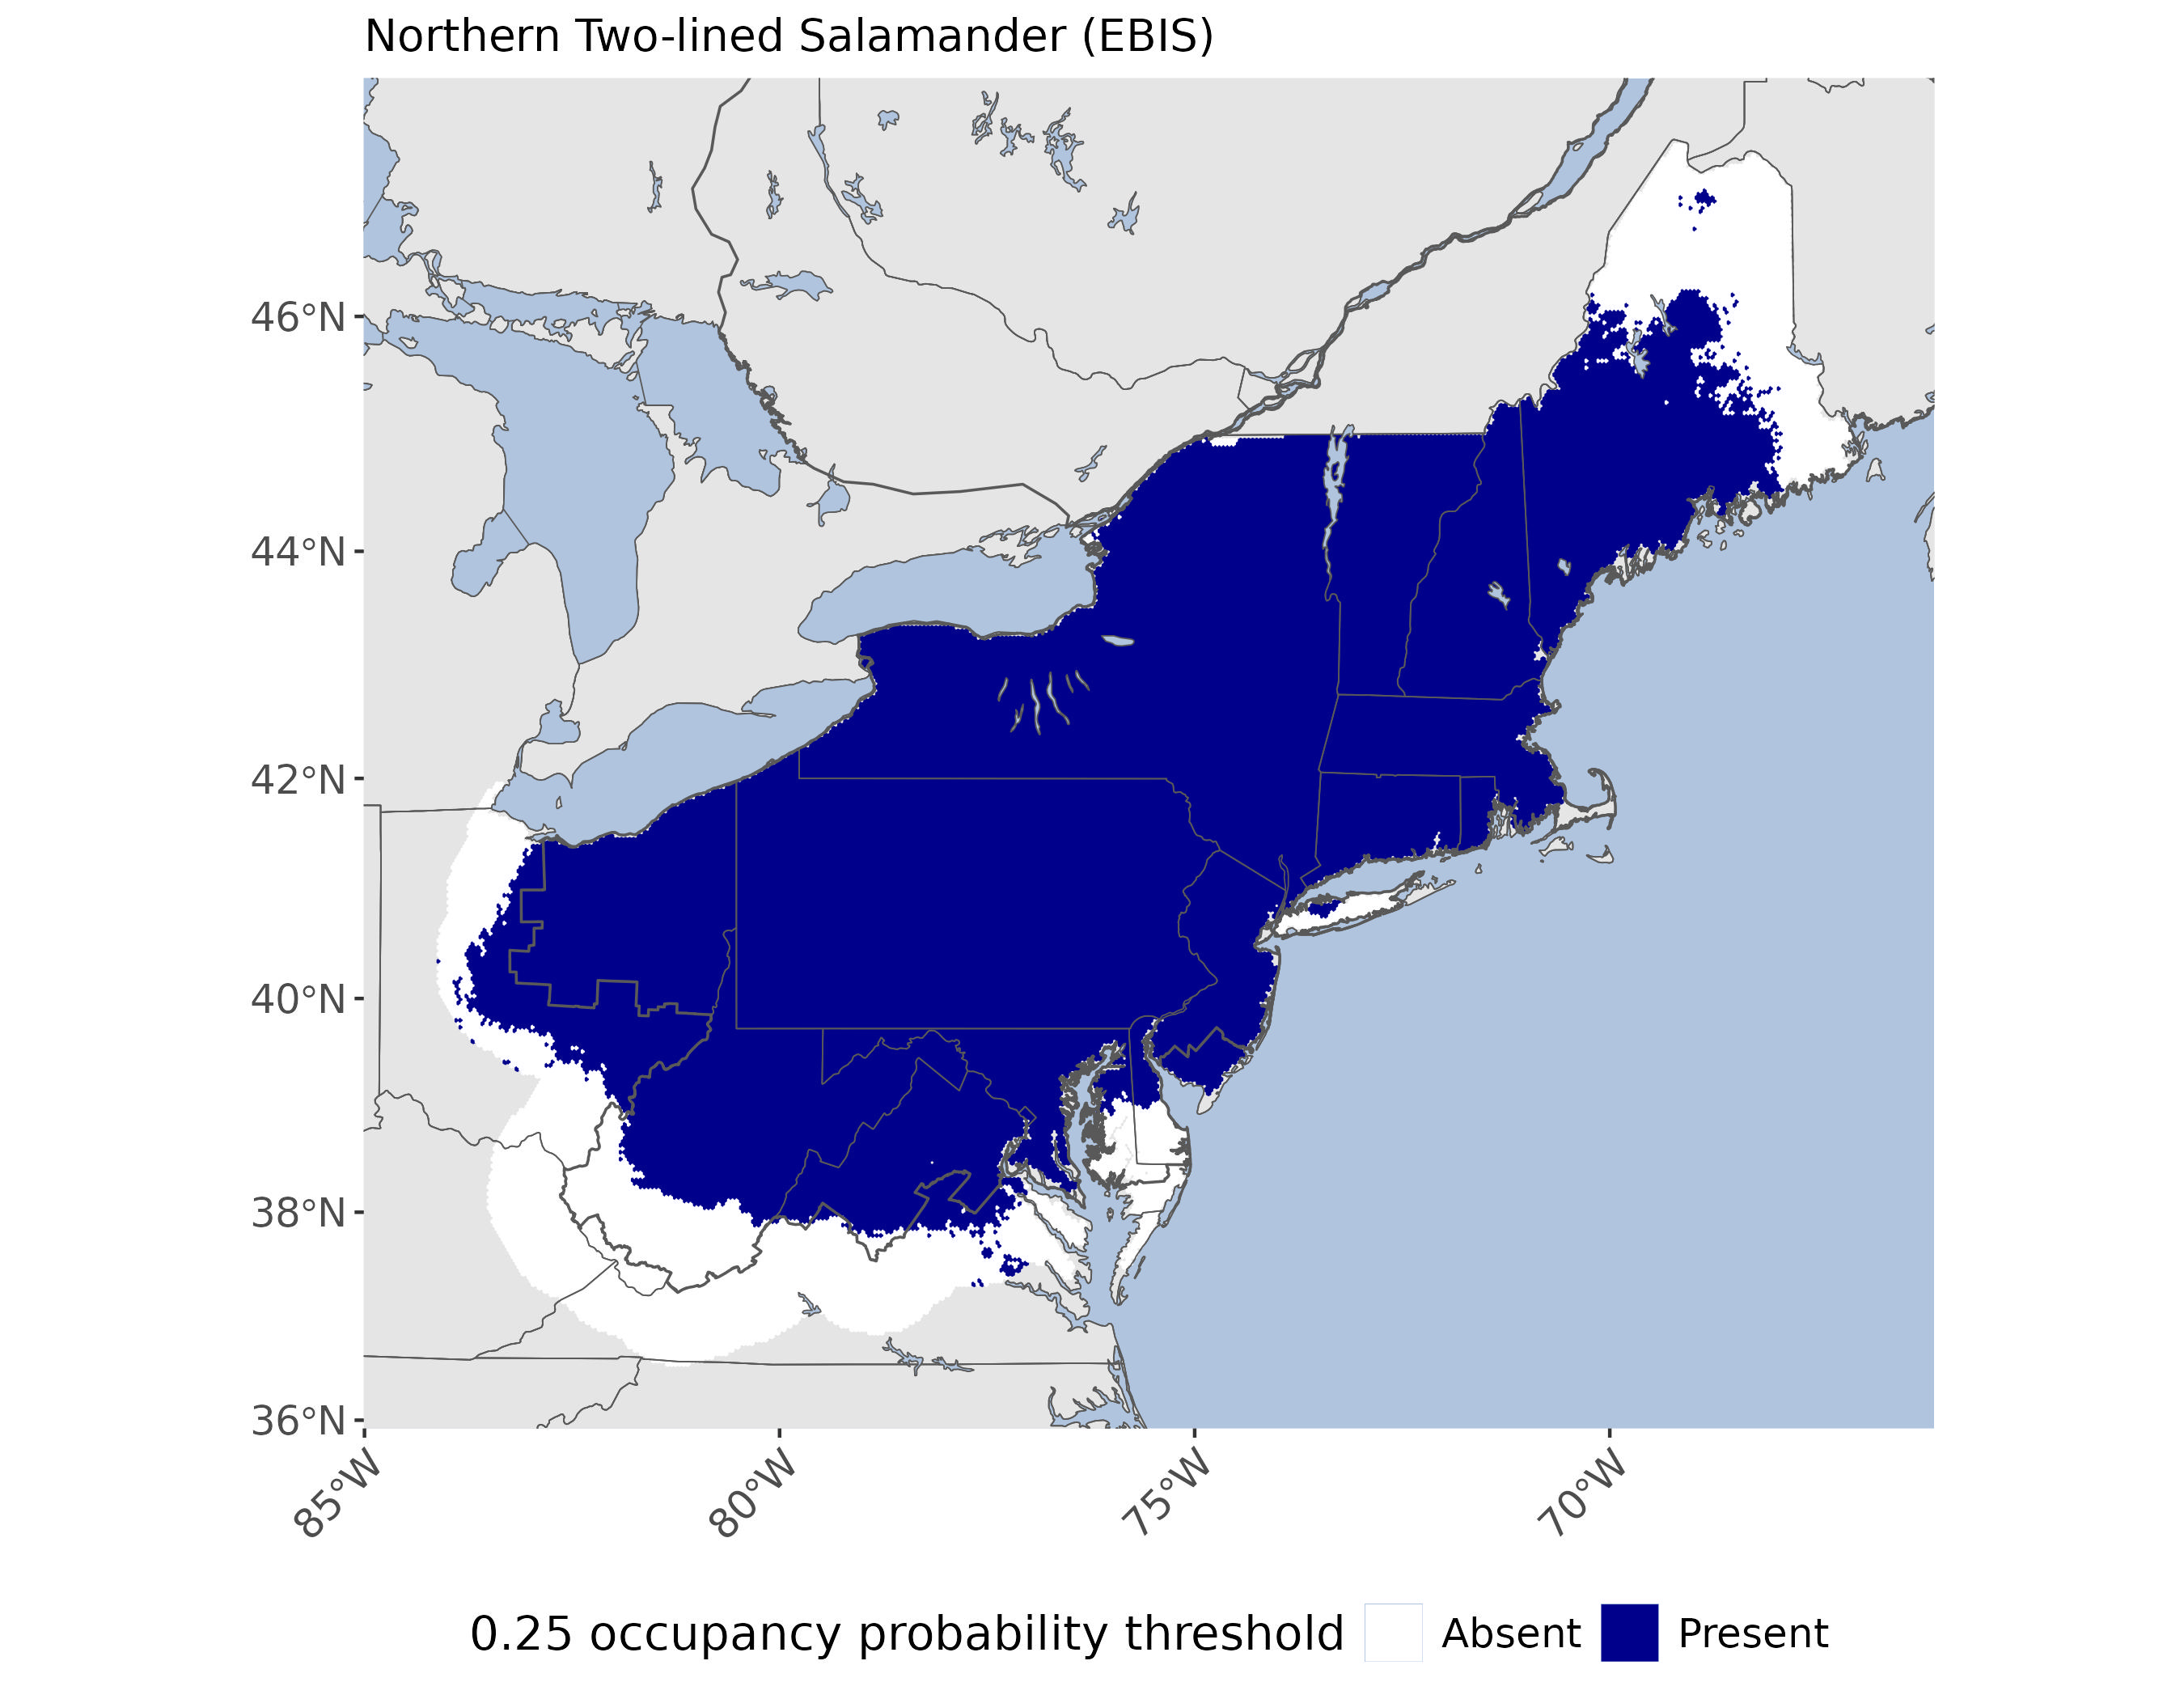 Northern Two-lined Salamander (EBIS)
46°N
44°N
42°N
40°N
38°N
36°N
85°W
80°W
75°W
70°W
0.25 occupancy probability threshold Absent Present